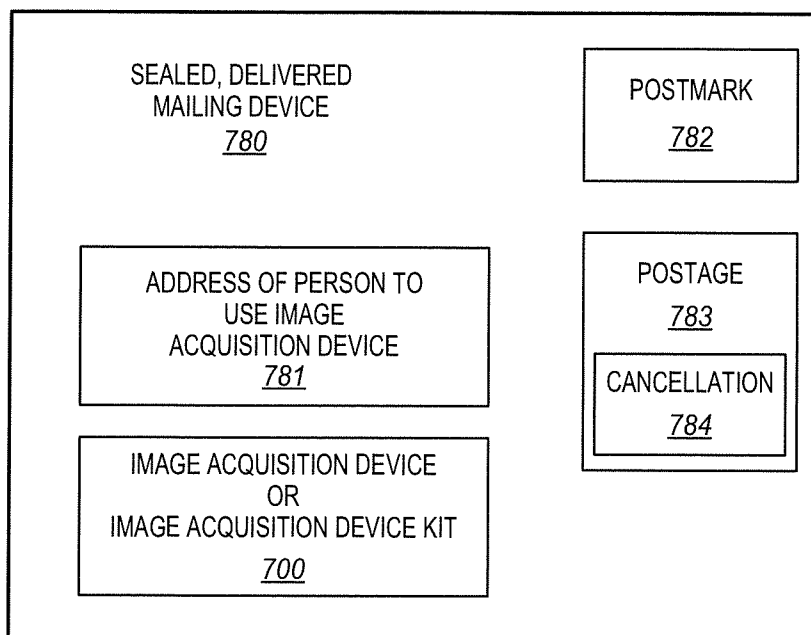 SEALED, DELIVERED
MAILING DEVICE
780
POSTMARK
782
ADDRESS OF PERSON TO
USE IMAGE
ACQUISITION DEVICE
781
POSTAGE
783
CANCELLATION
784
IMAGE ACQUISITION DEVICE
OR
IMAGE ACQUISITION DEVICE KIT
700